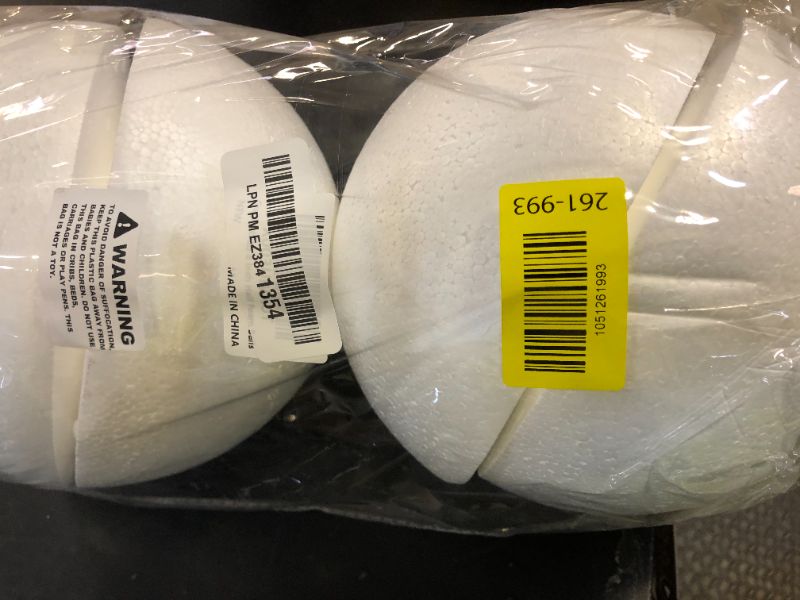 WARNING
TO AVOID DANGER OF SUFFOCATION,
KEEP THIS PLASTIC BAG AWAY FROM
BABIES AND CHILDREN. DO NOT USE
THIS BAG IN CRIBS, BEDS,
CARRIAGES OR PLAY PENS. THIS
BAG IS NOT A TOY.
LPN PM EZ384 1354
MADE IN CHINA
261-993
1051261993